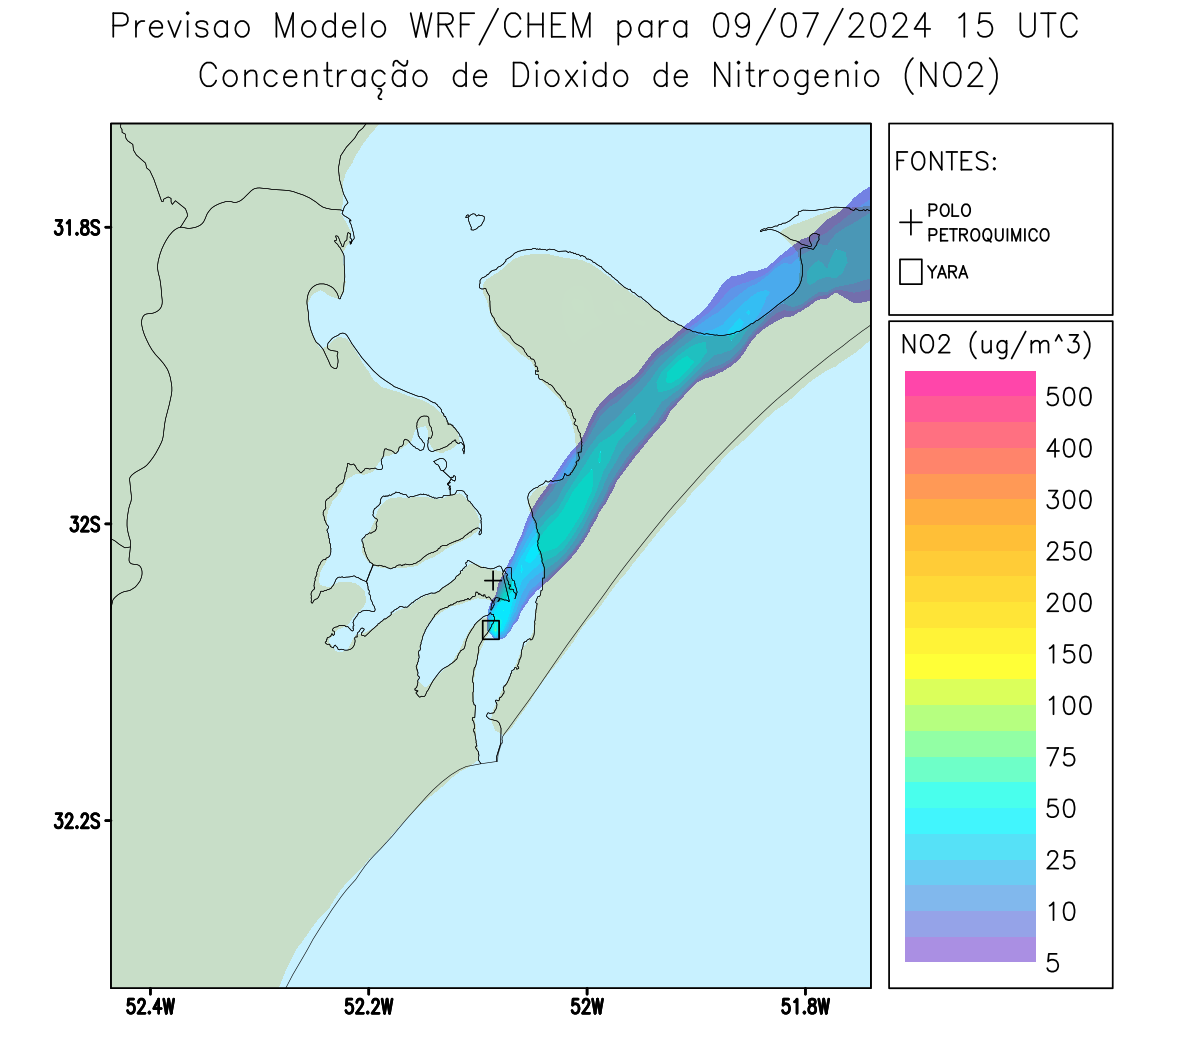 Previsao Modelo WRF/CHEM para 09/07/2024 15 UTC
Concentração de Dioxido de Nitrogenio (NO2)
FONTES:
POLO
PETROQUIMICO
YARA
31.8S
32S
32.2S
52.4W
52.2W
52W
51.8W
NO2 (ug/m^3)
500
400
300
250
200
150
100
75
50
25
10
5